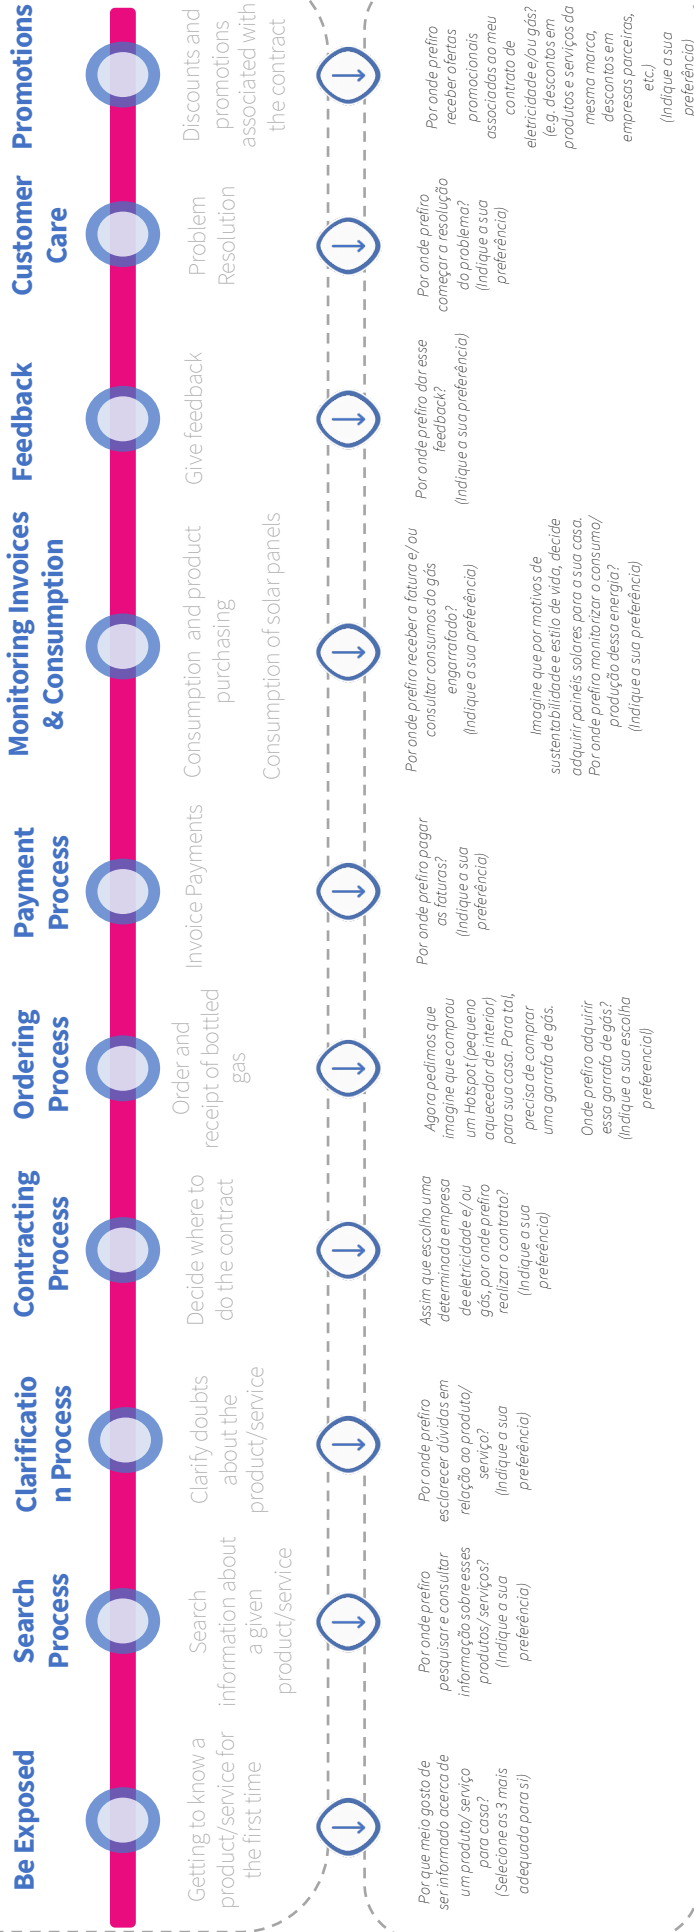 Be Exposed
Search
Process
Clarificatio
n Process
Contracting
Process
Ordering
Process
Payment
Process
Monitoring Invoices
& Consumption
Feedback
Customer
Care
Promotions
Getting to know a
product/service for
the first time
Search
information about
a given
product/service
Clarify doubts
about the
product/service
Decide where to
do the contract
Order and
receipt of bottled
gas
Invoice Payments
Consumption and product
purchasing
Consumption of solar panels
Give feedback
Problem
Resolution
Discounts and
promotions
associated with
the contract
Por que meio gosto de
ser informado acerca de
um produto/ serviço
para casa?
(Selecione as 3 mais
adequada para si)
Por onde prefiro
pesquisar e consultar
informação sobre esses
produtos/ serviços?
(Indique a sua
preferência)
Por onde prefiro
esclarecer dúvidas em
relação ao produto/
serviço?
(Indique a sua
preferência)
Assim que escolho uma
determinada empresa
de eletricidade e/ ou
gás, por onde prefiro
realizar o contrato?
(Indique a sua
preferência)
Agora pedimos que
imagine que comprou
um Hotspot (pequeno
aquecedor de interior)
para sua casa. Para tal,
precisa de comprar
uma garrafa de gás.
Onde prefiro adquirir
essa garrafa de gás?
(Indique a sua escolha
preferencial)
Por onde prefiro pagar
as faturas?
(Indique a sua
preferência)
Por onde prefiro receber a fatura e/ ou
consultar consumos do gás
engarrafado?
(Indique a sua preferência)
Imagine que por motivos de
sustentabilidade e estilo de vida, decide
adquirir painéis solares para a sua casa.
Por onde prefiro monitorizar o consumo/
produção dessa energia?
(Indique a sua preferência)
Por onde prefiro dar esse
feedback?
(Indique a sua preferência)
Por onde prefiro
começar a resolução
do problema?
(Indique a sua
preferência)
Por onde prefiro
receber ofertas
promocionais
associadas ao meu
contrato de
eletricidade e/ou gás?
(e.g. descontos em
produtos e serviços da
mesma marca,
descontos em
empresas parceiras,
etc.)
(Indique a sua
preferência)